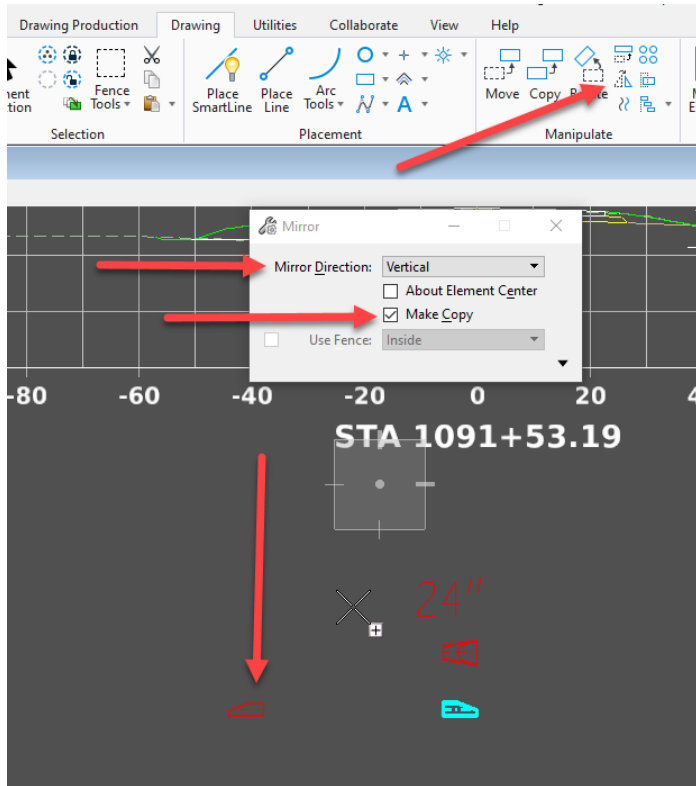 Drawing Production Drawing Utilities Collaborate View Help
Fence
Tools
Place
SmartLine
Place
Line
Arc
Tools
A
Move Copy
Selection Placement Manipulate
Mirror
Mirror Direction: Vertical
About Element Center
Make Copy
Use Fence: Inside
-80 -60 -40 -20 0 20
STA 1091+53.19
24"